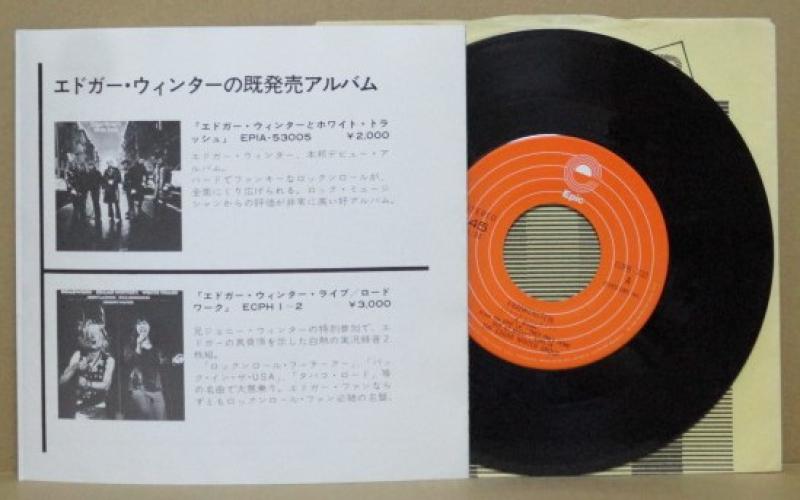 エドガー・ウィンターの既発売アルバム
「エドガー・ウィンターとホワイト・トラ
ッシュ」 EPIA-53005 ¥2,000
エドガー・ウィンター、本邦デビュー・ア
ルバム。
ハードでファンキーなロックンロールが、
全面にくり広げられる。ロック・ミュージ
シャンからの評価が非常に高い好アルバム。
「エドガー・ウィンター・ライブ/ロード
ワーク」 ECPH 1-2 ¥3,000
兄ジョニー・ウィンターの特別参加で、エ
ドガーの真骨頂を示した白熱の実況録音2
枚組。
「ロックンロール・フーチークー」、「バッ
ク・イン・ザ・USA」、「タバコ・ロード」等
の名曲で大熱演。エドガー・ファンなら
ずともロックンロール・ファン必聴の名盤。
Epic
STEREO
45
FRANKENSTEIN